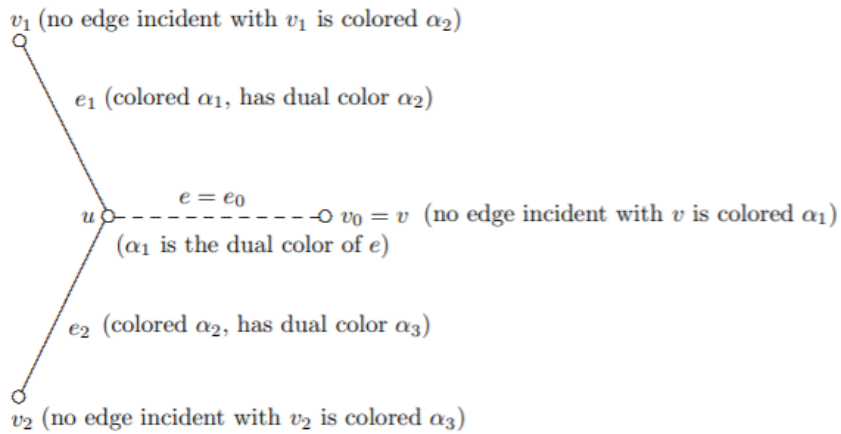 v₁ (no edge incident with v₁ is colored α₂)
e₁ (colored α₁, has dual color α₂)
e = e₀
u
v₀ = v (no edge incident with v is colored α₁)
(α₁ is the dual color of e)
e₂ (colored α₂, has dual color α₃)
v₂ (no edge incident with v₂ is colored α₃)